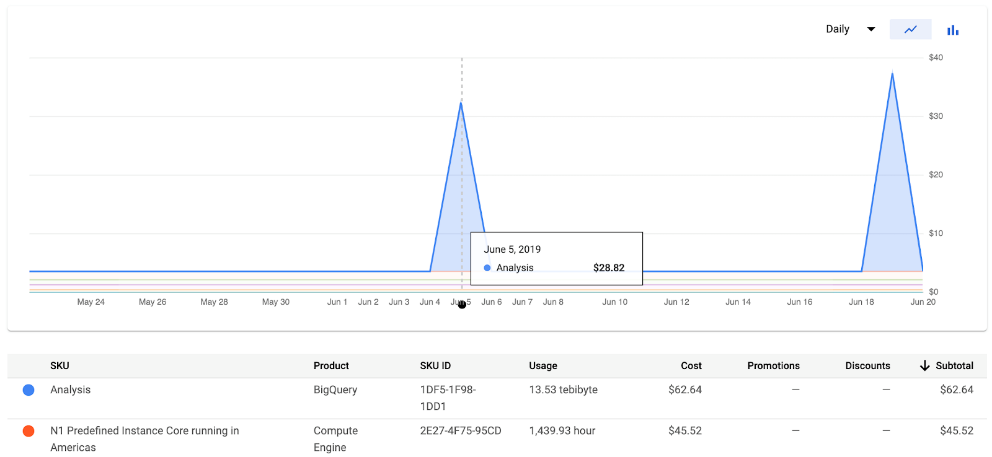 Daily
$40
$30
$20
$10
$0
June 5, 2019
Analysis $28.82
May 24 May 26 May 28 May 30 Jun 1 Jun 2 Jun 3 Jun 4 Jun 5 Jun 6 Jun 7 Jun 8 Jun 10 Jun 12 Jun 14 Jun 16 Jun 18 Jun 20
SKU Product SKU ID Usage Cost Promotions Discounts Subtotal
Analysis BigQuery 1DF5-1F98- 13.53 tebibyte $62.64 — — $62.64
1DD1
N1 Predefined Instance Core running in Compute 2E27-4F75-95CD 1,439.93 hour $45.52 — — $45.52
Americas Engine